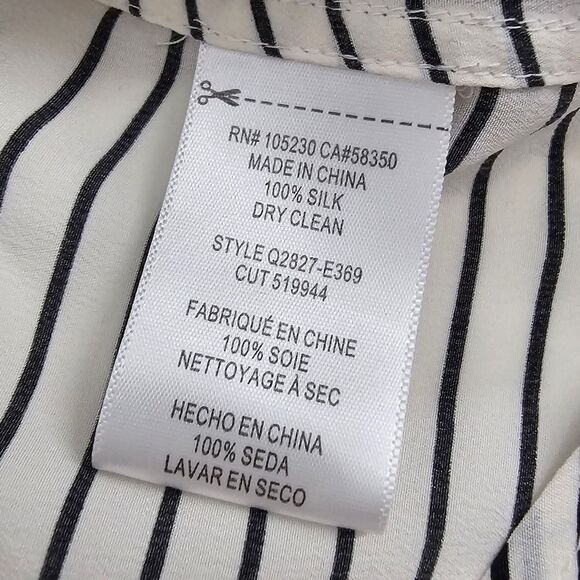 RN# 105230 CA#58350
MADE IN CHINA
100% SILK
DRY CLEAN
STYLE Q2827-E369
CUT 519944
FABRIQUÉ EN CHINE
100% SOIE
NETTOYAGE À SEC
HECHO EN CHINA
100% SEDA
LAVAR EN SECO